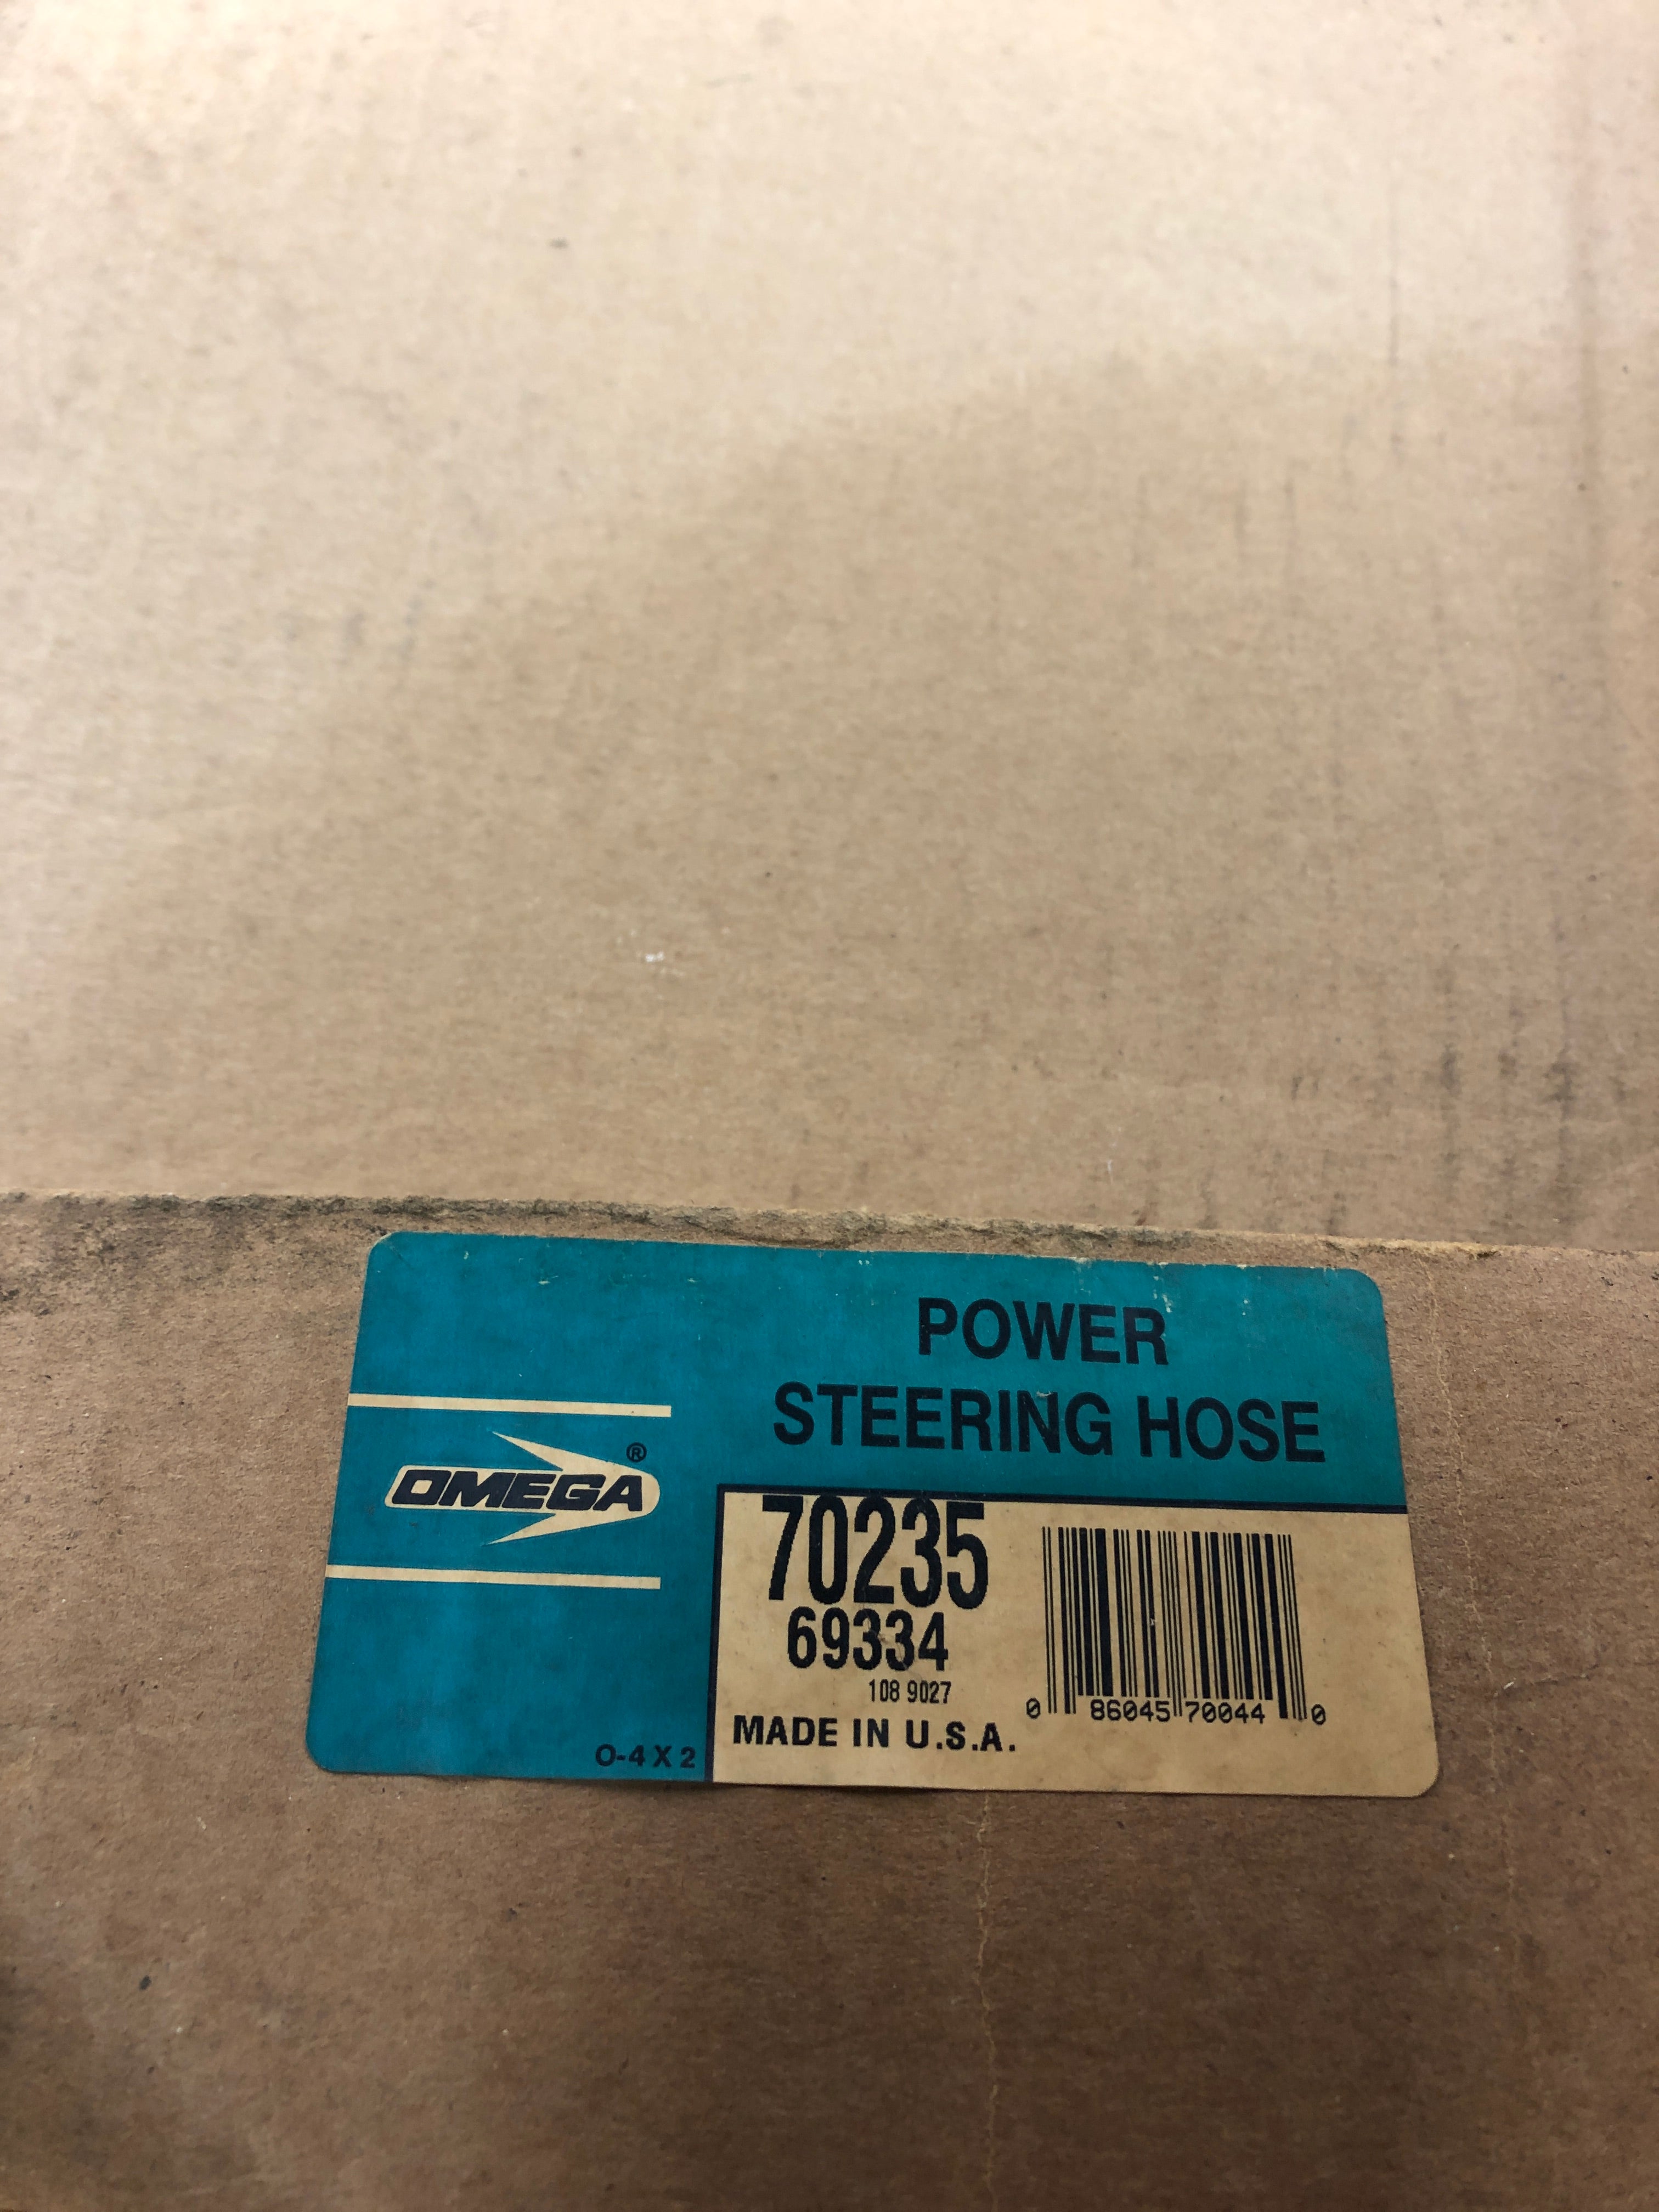 POWER
STEERING HOSE
OMEGA®
70235
69334
108 9027
MADE IN U.S.A.
0 86045 70044 0
O-4 X 2